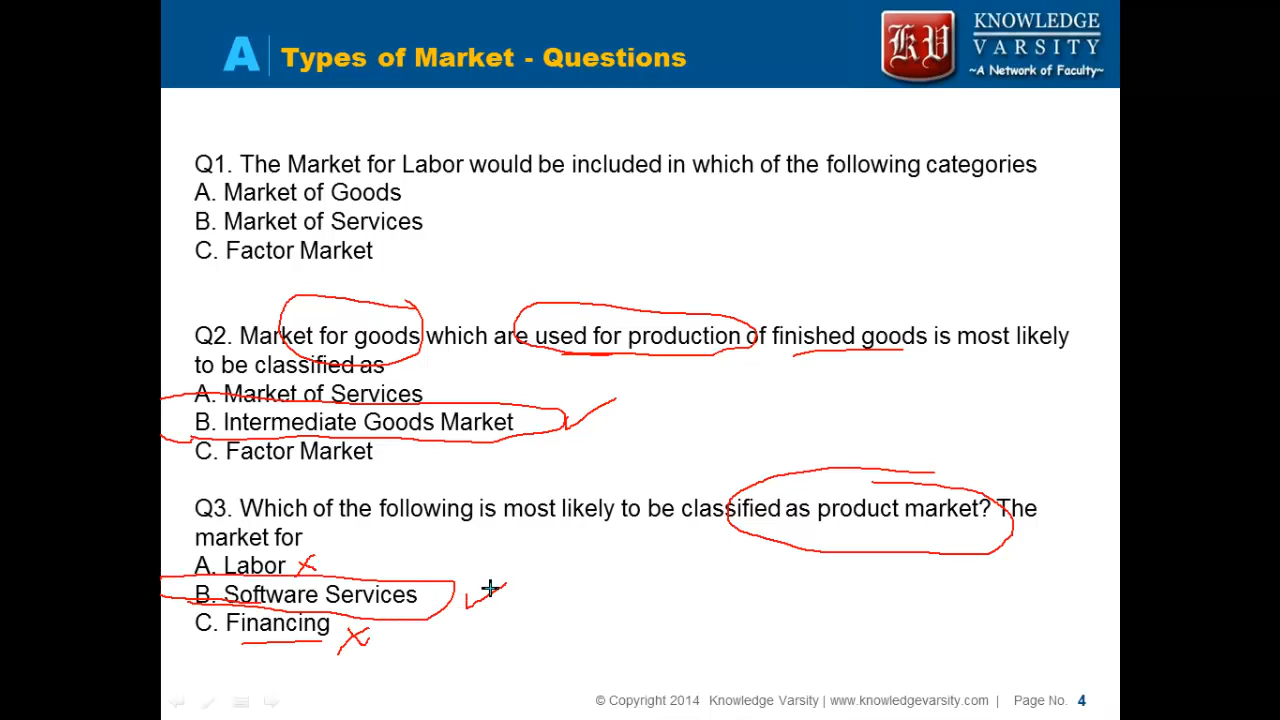 A
Types of Market - Questions
KV
KNOWLEDGE
VARSITY
~A Network of Faculty~
Q1. The Market for Labor would be included in which of the following categories
A. Market of Goods
B. Market of Services
C. Factor Market
Q2. Market for goods which are used for production of finished goods is most likely
to be classified as
A. Market of Services
B. Intermediate Goods Market
C. Factor Market
Q3. Which of the following is most likely to be classified as product market? The
market for
A. Labor
B. Software Services
C. Financing
© Copyright 2014 Knowledge Varsity | www.knowledgevarsity.com | Page No. 4